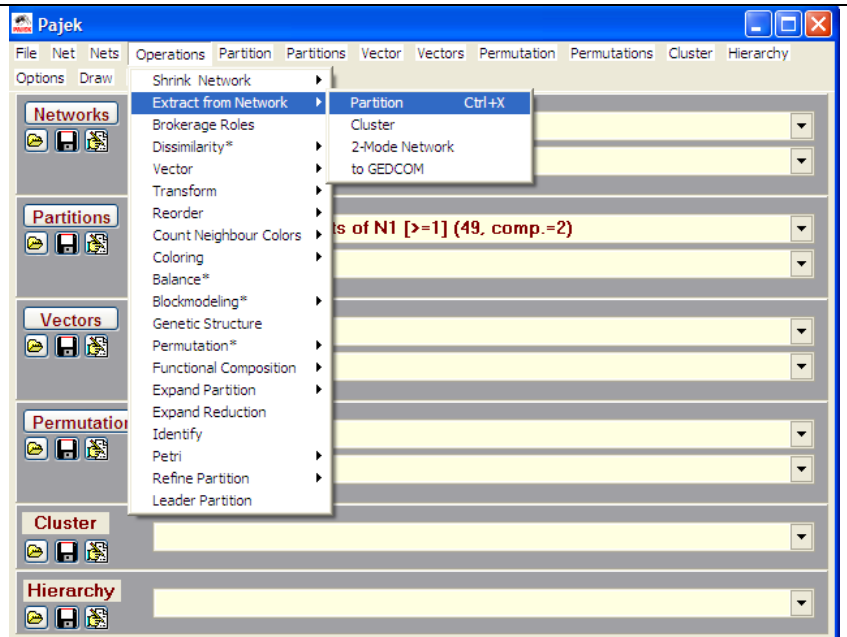 Pajek
File Net Nets Operations Partition Partitions Vector Vectors Permutation Permutations Cluster Hierarchy
Options Draw
Shrink Network
Extract from Network
Brokerage Roles
Dissimilarity*
Vector
Transform
Reorder
Count Neighbour Colors
Coloring
Balance*
Blockmodeling*
Genetic Structure
Permutation*
Functional Composition
Expand Partition
Expand Reduction
Identify
Petri
Refine Partition
Leader Partition
Partition Ctrl+X
Cluster
2-Mode Network
to GEDCOM
Networks
Partitions
ts of N1 [>=1] (49, comp.=2)
Vectors
Permutation
Cluster
Hierarchy